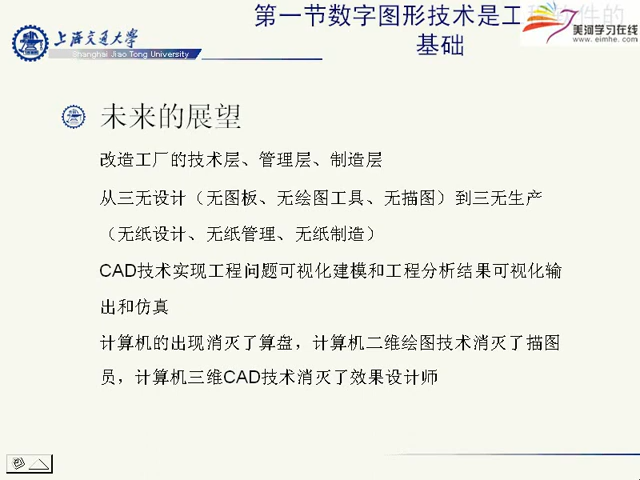 第一节数字图形技术是工程软件的
基础
上海交通大学
Shanghai Jiao Tong University
美河学习在线
www.eimhe.com
未来的展望
改造工厂的技术层、管理层、制造层
从三无设计（无图板、无绘图工具、无描图）到三无生产
（无纸设计、无纸管理、无纸制造）
CAD技术实现工程问题可视化建模和工程分析结果可视化输
出和仿真
计算机的出现消灭了算盘，计算机二维绘图技术消灭了描图
员，计算机三维CAD技术消灭了效果设计师